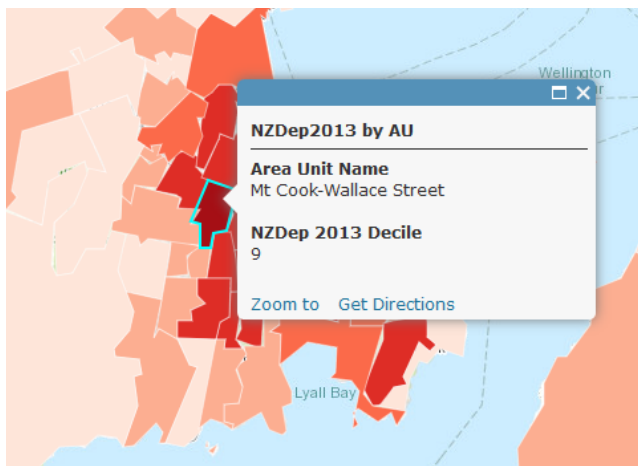 Wellington
NZDep2013 by AU
Area Unit Name
Mt Cook-Wallace Street
NZDep 2013 Decile
9
Zoom to Get Directions
Lyall Bay